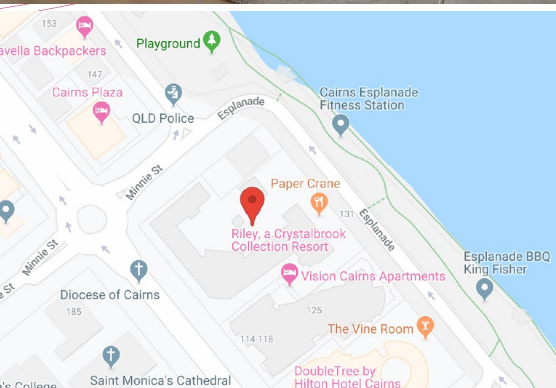 153
avella Backpackers
Playground
147
Cairns Plaza
QLD Police
Esplanade
Cairns Esplanade
Fitness Station
Minnie St
Paper Crane
131
Esplanade
Riley, a Crystalbrook
Collection Resort
Minnie St
e St
Vision Cairns Apartments
Esplanade BBQ
King Fisher
Diocese of Cairns
185
125
114-118
The Vine Room
Saint Monica's Cathedral
a's College
DoubleTree by
Hilton Hotel Cairns